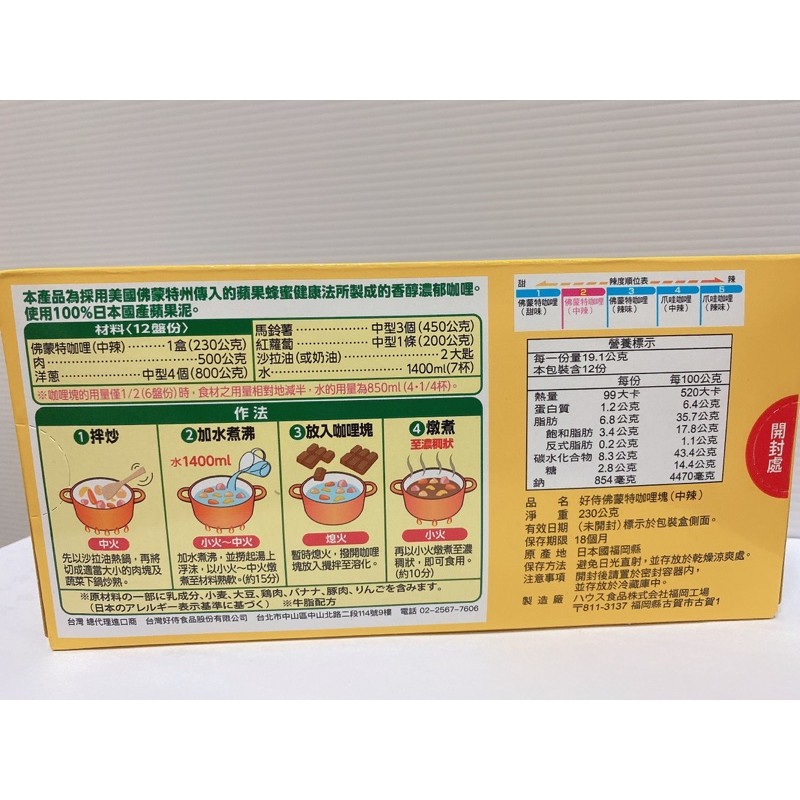 本產品為採用美國佛蒙特州傳入的蘋果蜂蜜健康法所製成的香醇濃郁咖哩。
使用100%日本國產蘋果泥。
材料〈12盤份〉
佛蒙特咖哩(中辣)………1盒(230公克)
肉………500公克
洋蔥………中型4個(800公克)
馬鈴薯………中型3個(450公克)
紅蘿蔔………中型1條(200公克)
沙拉油(或奶油)………2大匙
水………1400ml(7杯)
※咖哩塊的用量僅1/2(6盤份)時,食材之用量相對地減半,水的用量為850ml(4・1/4杯)。
作法
1拌炒
中火
先以沙拉油熱鍋,再將
切成適當大小的肉塊及
蔬菜下鍋炒熟。
2加水煮沸
水1400ml
小火～中火
加水煮沸,並撈起湯上
浮沫,以小火～中火燉
煮至材料熟軟。(約15分)
3放入咖哩塊
熄火
暫時熄火,撥開咖哩
塊放入攪拌至溶化。
4燉煮
至濃稠狀
小火
再以小火燉煮至濃
稠狀,即可食用。
(約10分)
※原材料の一部に乳成分、小麦、大豆、鶏肉、バナナ、豚肉、りんごを含みます。
(日本のアレルギー表示基準に基づく) ※牛脂配方
台灣 總代理進口商 台灣好侍食品股份有限公司 台北市中山區中山北路二段114號9樓 電話 02-2567-7606
甜 辣度順位表 辣
1 2 3 4 5
佛蒙特咖哩(甜味)
佛蒙特咖哩(中辣)
佛蒙特咖哩(辣味)
爪哇咖哩(中辣)
爪哇咖哩(辣味)
營養標示
每一份量19.1公克
本包裝含12份
每份 每100公克
熱量 99大卡 520大卡
蛋白質 1.2公克 6.4公克
脂肪 6.8公克 35.7公克
飽和脂肪 3.4公克 17.8公克
反式脂肪 0.2公克 1.1公克
碳水化合物 8.3公克 43.4公克
糖 2.8公克 14.4公克
鈉 854毫克 4470毫克
開封處
品名 好侍佛蒙特咖哩塊(中辣)
淨重 230公克
有效日期 (未開封)標示於包裝盒側面。
保存期限 18個月
原產地 日本國福岡縣
保存方法 避免日光直射,並存放於乾燥涼爽處。
注意事項 開封後請置於密封容器內,
並存放於冷藏庫中。
製造廠 ハウス食品株式会社福岡工場
〒811-3137 福岡県古賀市古賀1